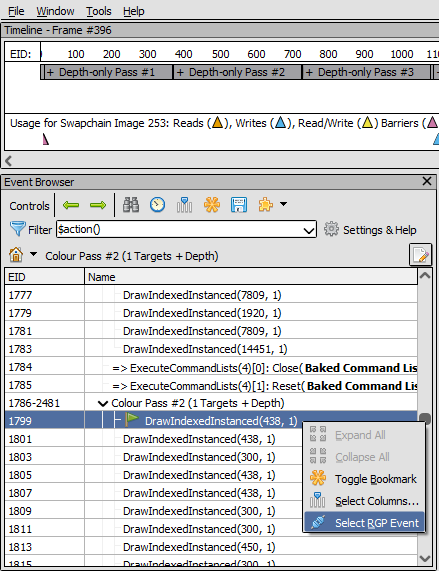 File Window Tools Help
Timeline - Frame #396
EID: 0 100 200 300 400 500 600 700 800 900 1000
+ Depth-only Pass #1 + Depth-only Pass #2 + Depth-only Pass #3
Usage for Swapchain Image 253: Reads ( ), Writes ( ), Read/Write ( ) Barriers ( )
Event Browser
Controls
Filter $action() Settings & Help
Colour Pass #2 (1 Targets + Depth)
EID Name
1777 DrawIndexedInstanced(7809, 1)
1779 DrawIndexedInstanced(1920, 1)
1781 DrawIndexedInstanced(7809, 1)
1783 DrawIndexedInstanced(14451, 1)
1784 => ExecuteCommandLists(4)[0]: Close(Baked Command Lis
1785 => ExecuteCommandLists(4)[1]: Reset(Baked Command Lis
1786-2481 Colour Pass #2 (1 Targets + Depth)
1799 DrawIndexedInstanced(438, 1)
1801 DrawIndexedInstanced(438,
Expand All
1803 DrawIndexedInstanced(300,
Collapse All
1805 DrawIndexedInstanced(438,
1807 DrawIndexedInstanced(438,
Toggle Bookmark
1809 DrawIndexedInstanced(300,
Select Columns...
1811 DrawIndexedInstanced(300,
Select RGP Event
1813 DrawIndexedInstanced(450, 1)
1815 DrawIndexedInstanced(300, 1)